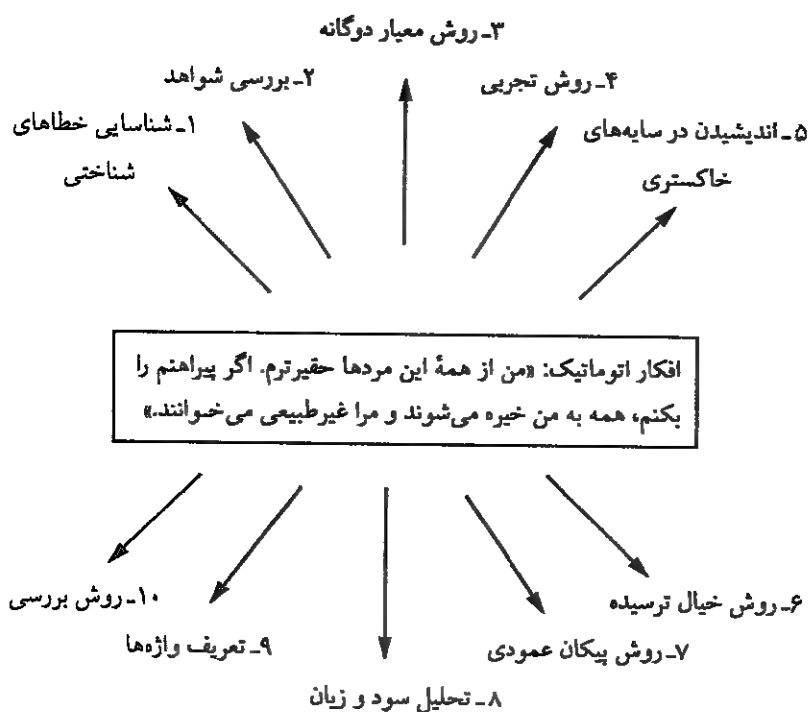 ۳ـ روش معیار دوگانه
۲ـ بررسی شواهد
۴ـ روش تجربی
۱ـ شناسایی خطاهای
شناختی
۵ـ اندیشیدن در سایه‌های
خاکستری
افکار اتوماتیک: «من از همهٔ این مردها حقیرترم. اگر پیراهنم را
بکنم، همه به من خیره می‌شوند و مرا غیرطبیعی می‌خوانند.»
۶ـ روش خیال ترسیده
۱۰ـ روش بررسی
۷ـ روش پیکان عمودی
۹ـ تعریف واژه‌ها
۸ـ تحلیل سود و زیان